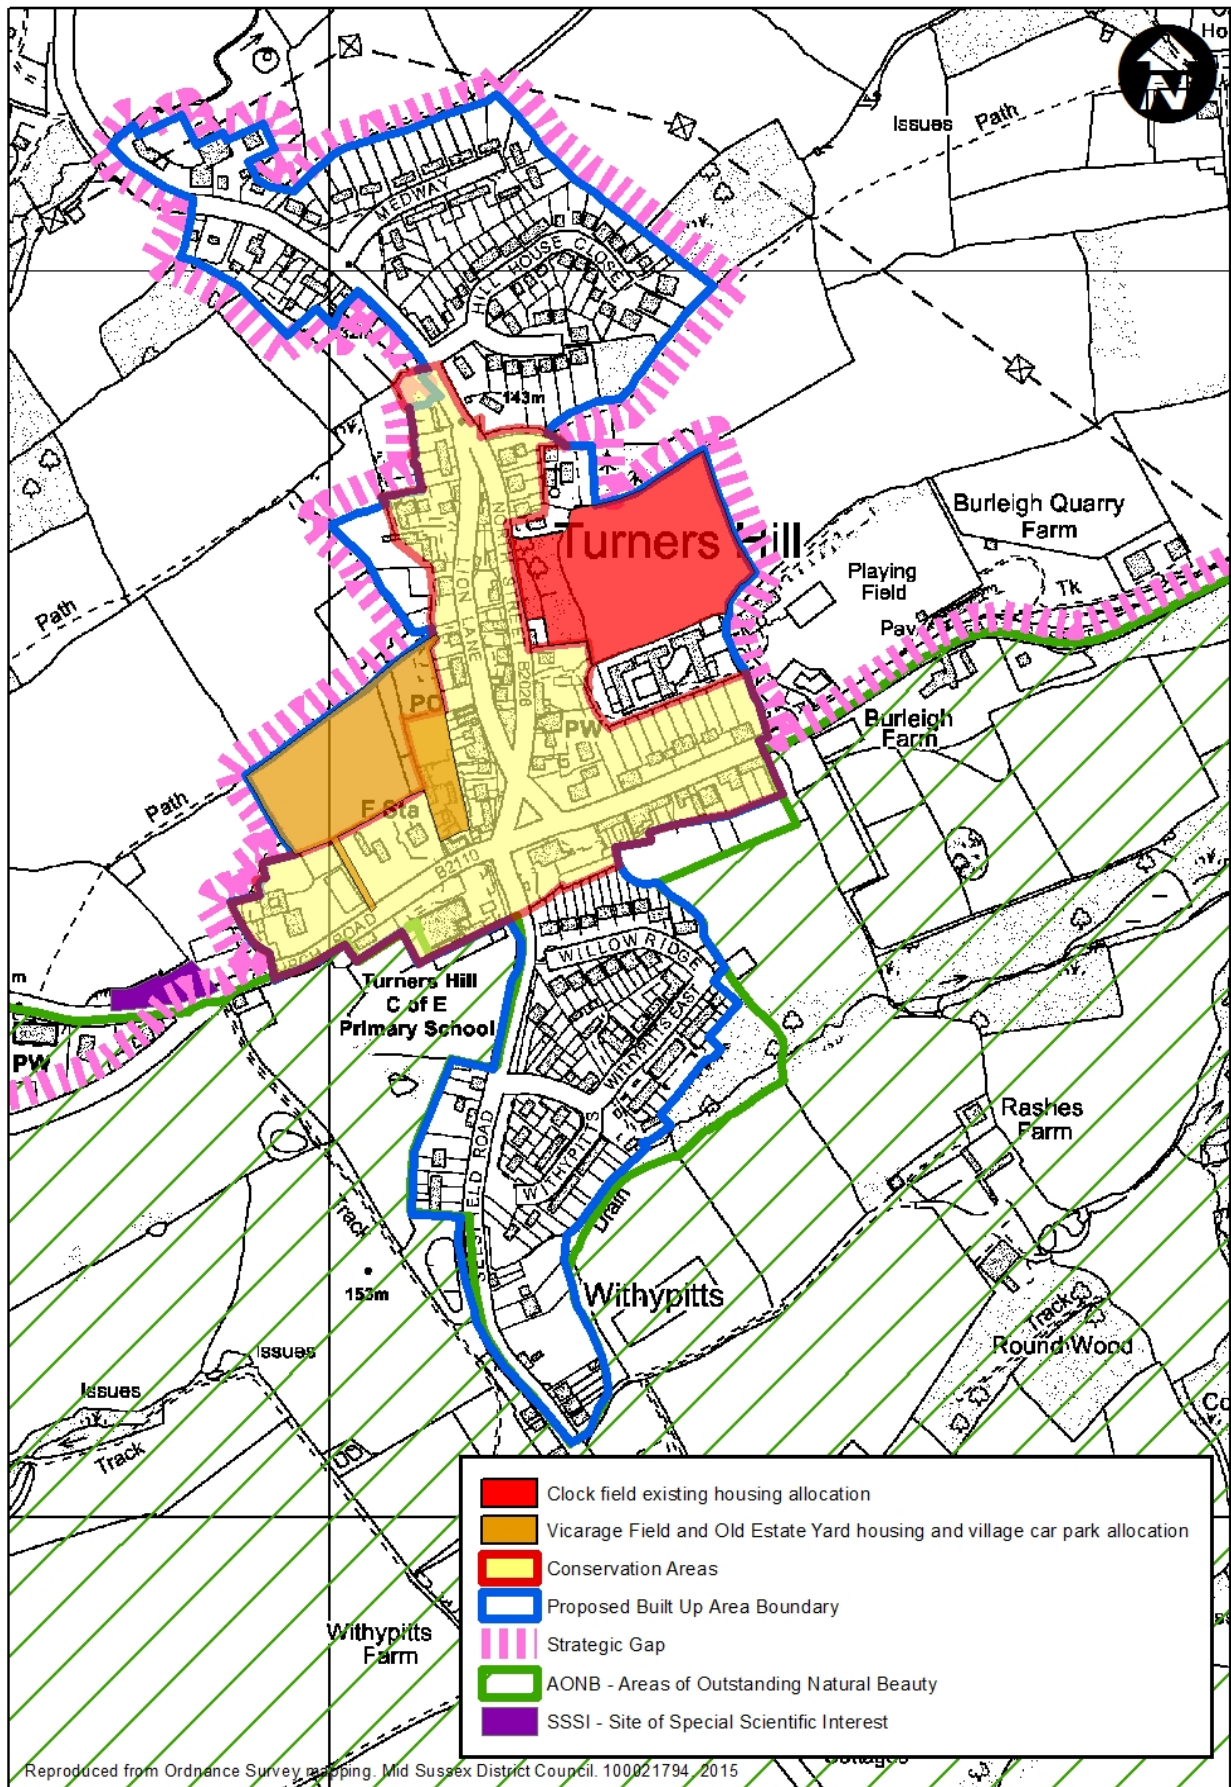 Ho
N
Issues
Path
MEDWAY
HILL HOUSE CLOSE
143m
Turners Hill
Burleigh Quarry
Farm
Playing
Field
Tk
Pav
Path
LANE
B2028
PO
PW
Burleigh
Farm
Path
F Sta
B2110
ROAD
WILLOW RIDGE
m
Turners Hill
C of E
Primary School
WITHYPITTS EAST
PW
Rashes
Farm
WITHYPITTS
ROAD
Track
Drain
153m
Withypitts
Track
Round Wood
Issues
Issues
Co
Track
Clock field existing housing allocation
Vicarage Field and Old Estate Yard housing and village car park allocation
Conservation Areas
Proposed Built Up Area Boundary
Strategic Gap
AONB - Areas of Outstanding Natural Beauty
SSSI - Site of Special Scientific Interest
Withypitts
Farm
Reproduced from Ordnance Survey mapping. Mid Sussex District Council. 100021794. 2015